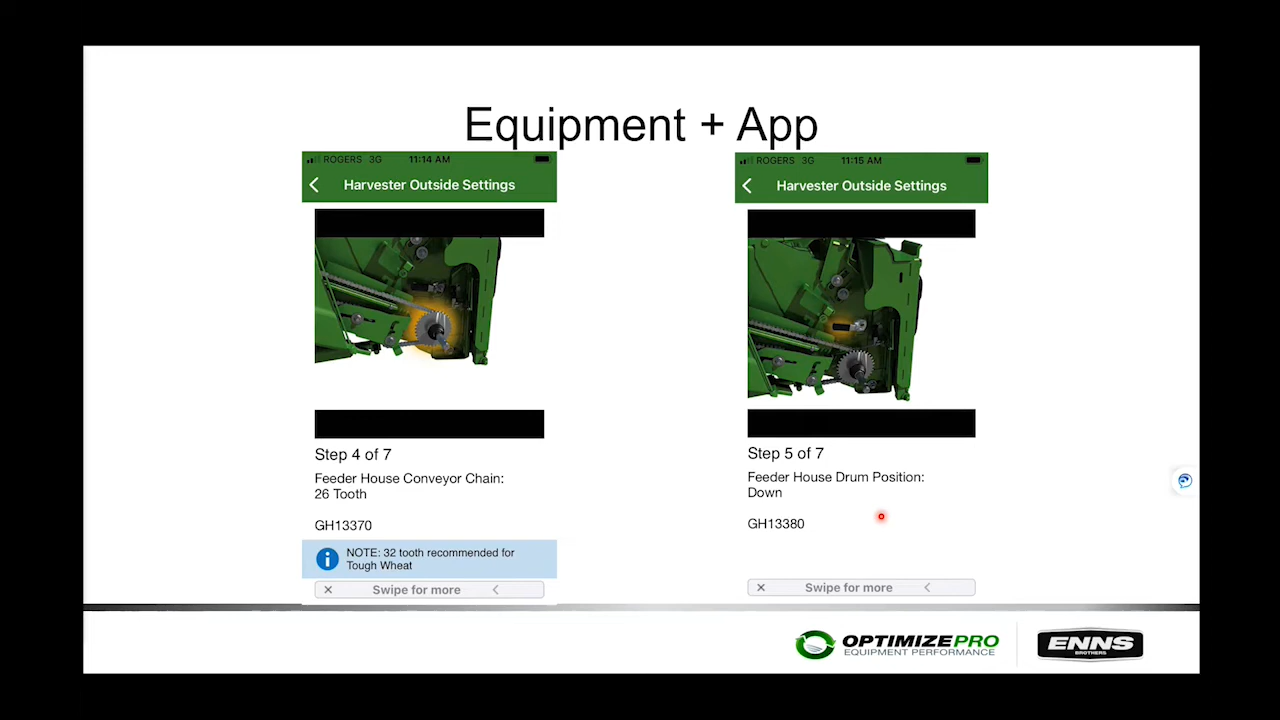 Equipment + App
ROGERS 3G 11:14 AM
Harvester Outside Settings
Step 4 of 7
Feeder House Conveyor Chain:
26 Tooth
GH13370
NOTE: 32 tooth recommended for
Tough Wheat
Swipe for more
ROGERS 3G 11:15 AM
Harvester Outside Settings
Step 5 of 7
Feeder House Drum Position:
Down
GH13380
Swipe for more
OPTIMIZEPRO
EQUIPMENT PERFORMANCE
ENNS
BROTHERS